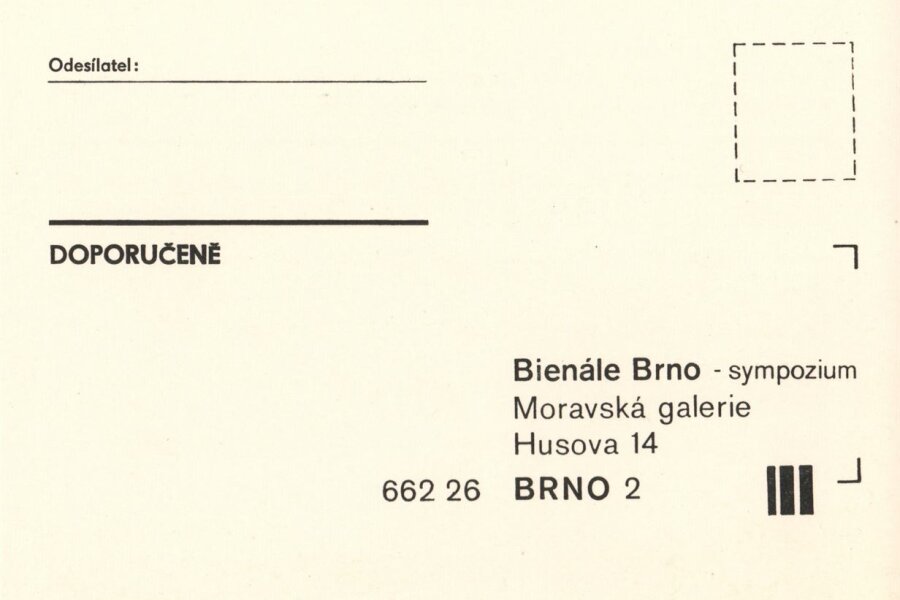 Odesílatel:
DOPORUČENĚ
Bienále Brno - sympozium
Moravská galerie
Husova 14
662 26 BRNO 2